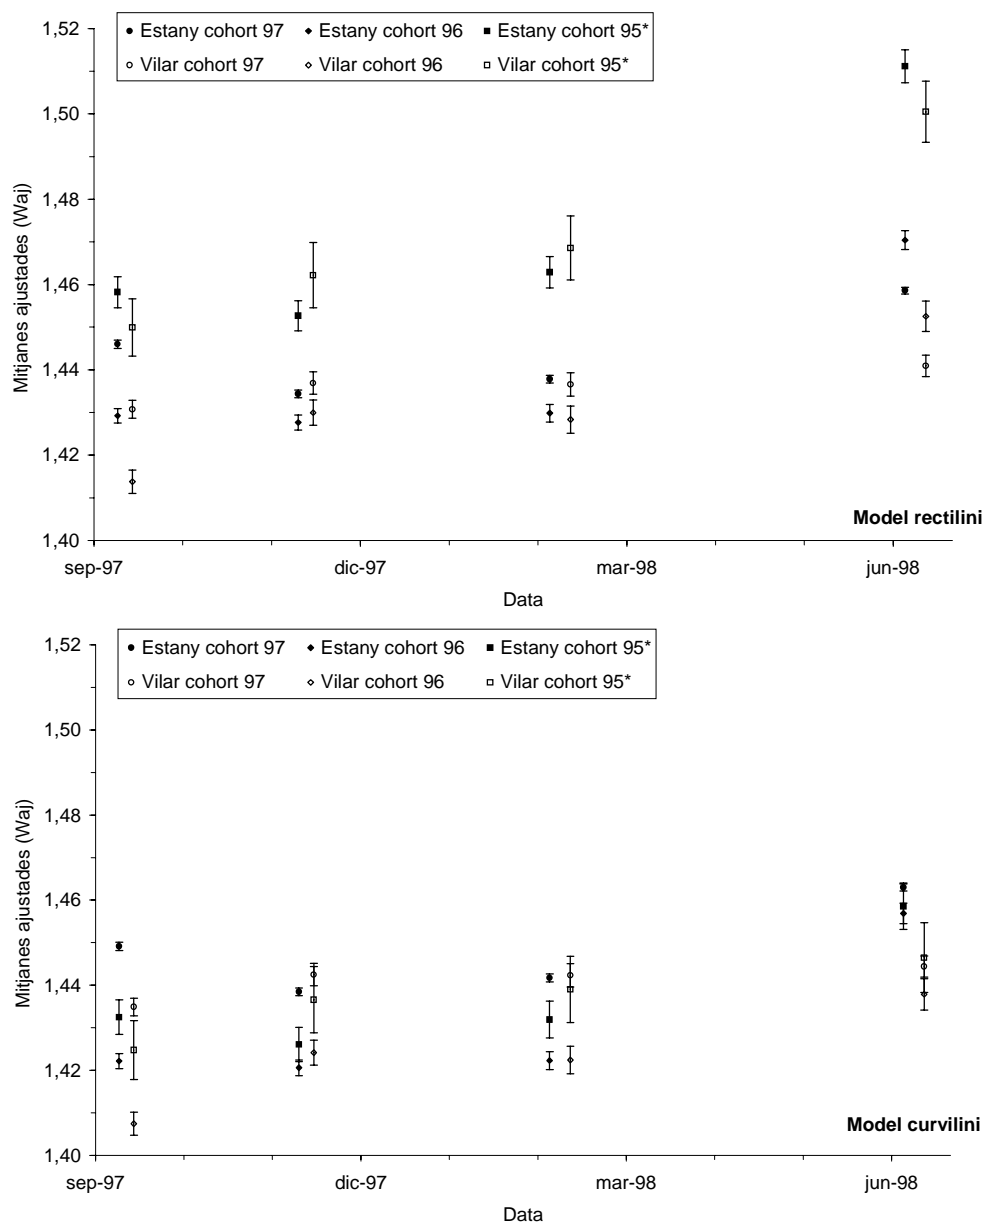 Estany cohort 97 Estany cohort 96 Estany cohort 95*
Vilar cohort 97 Vilar cohort 96 Vilar cohort 95*
Mitjanes ajustades (Waj)
1,52
1,50
1,48
1,46
1,44
1,42
1,40
Model rectilini
sep-97 dic-97 mar-98 jun-98
Data
Estany cohort 97 Estany cohort 96 Estany cohort 95*
Vilar cohort 97 Vilar cohort 96 Vilar cohort 95*
Mitjanes ajustades (Waj)
1,52
1,50
1,48
1,46
1,44
1,42
1,40
Model curvilini
sep-97 dic-97 mar-98 jun-98
Data